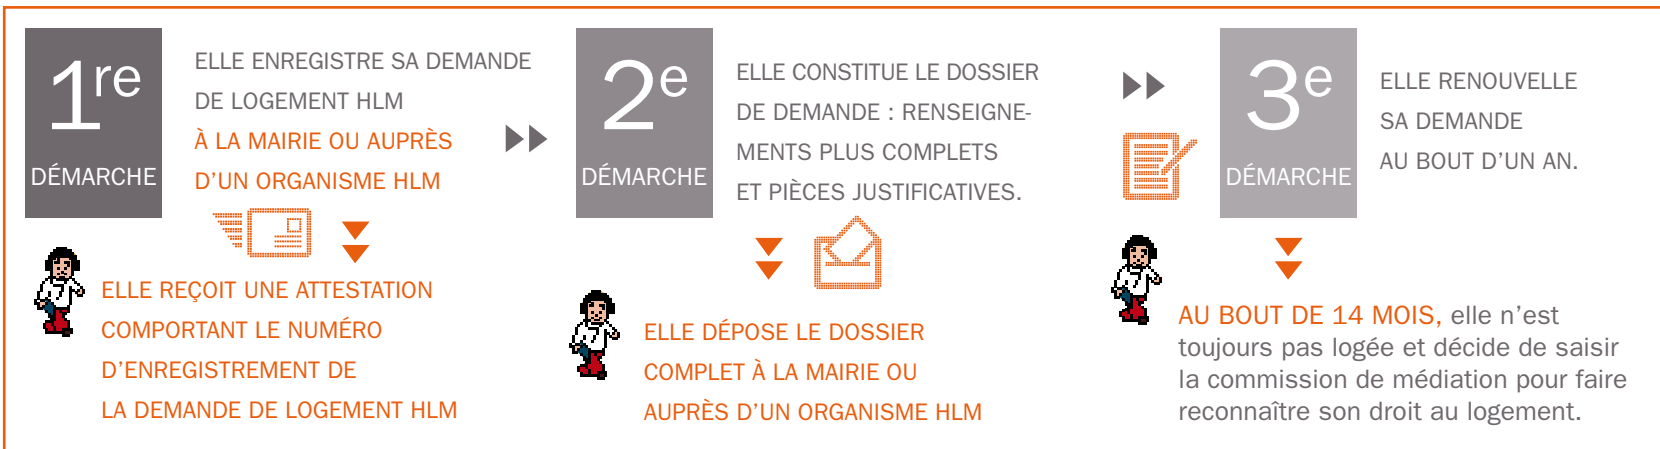 1re
DÉMARCHE
ELLE ENREGISTRE SA DEMANDE
DE LOGEMENT HLM
À LA MAIRIE OU AUPRÈS
D’UN ORGANISME HLM
ELLE REÇOIT UNE ATTESTATION
COMPORTANT LE NUMÉRO
D’ENREGISTREMENT DE
LA DEMANDE DE LOGEMENT HLM
2e
DÉMARCHE
ELLE CONSTITUE LE DOSSIER
DE DEMANDE : RENSEIGNE-
MENTS PLUS COMPLETS
ET PIÈCES JUSTIFICATIVES.
ELLE DÉPOSE LE DOSSIER
COMPLET À LA MAIRIE OU
AUPRÈS D’UN ORGANISME HLM
3e
DÉMARCHE
ELLE RENOUVELLE
SA DEMANDE
AU BOUT D’UN AN.
AU BOUT DE 14 MOIS, elle n’est
toujours pas logée et décide de saisir
la commission de médiation pour faire
reconnaître son droit au logement.